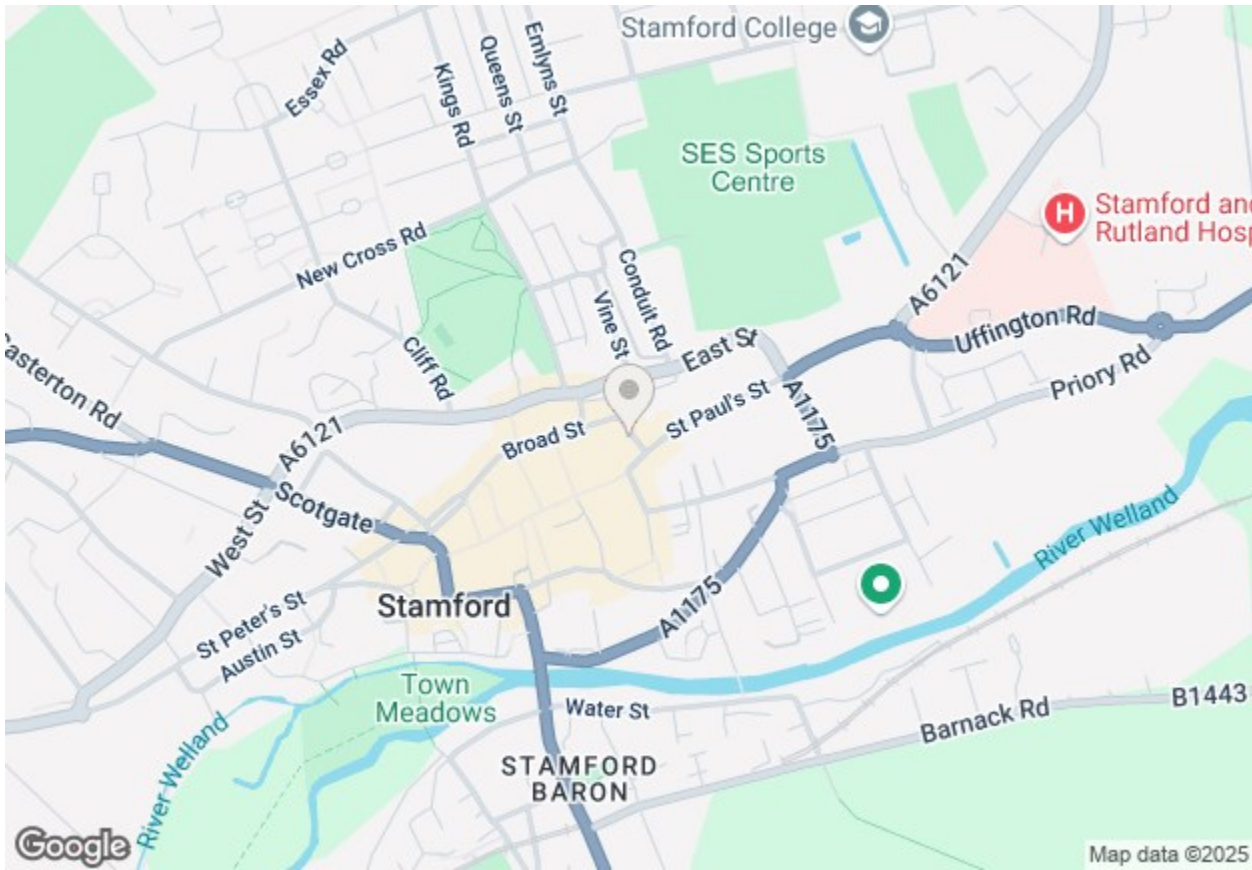 Stamford College
Essex Rd
Kings Rd
Queens St
Emlyns St
SES Sports
Centre
H
Stamford and
Rutland Hosp
New Cross Rd
Conduit Rd
Vine St
A6121
Uffington Rd
Cliff Rd
East St
Casterton Rd
Priory Rd
St Paul's St
A1175
Broad St
A6121
Scotgate
West St
River Welland
Stamford
St Peter's St
A1175
Austin St
Town
Meadows
Water St
B1443
Barnack Rd
River Welland
STAMFORD
BARON
Google
Map data ©2025